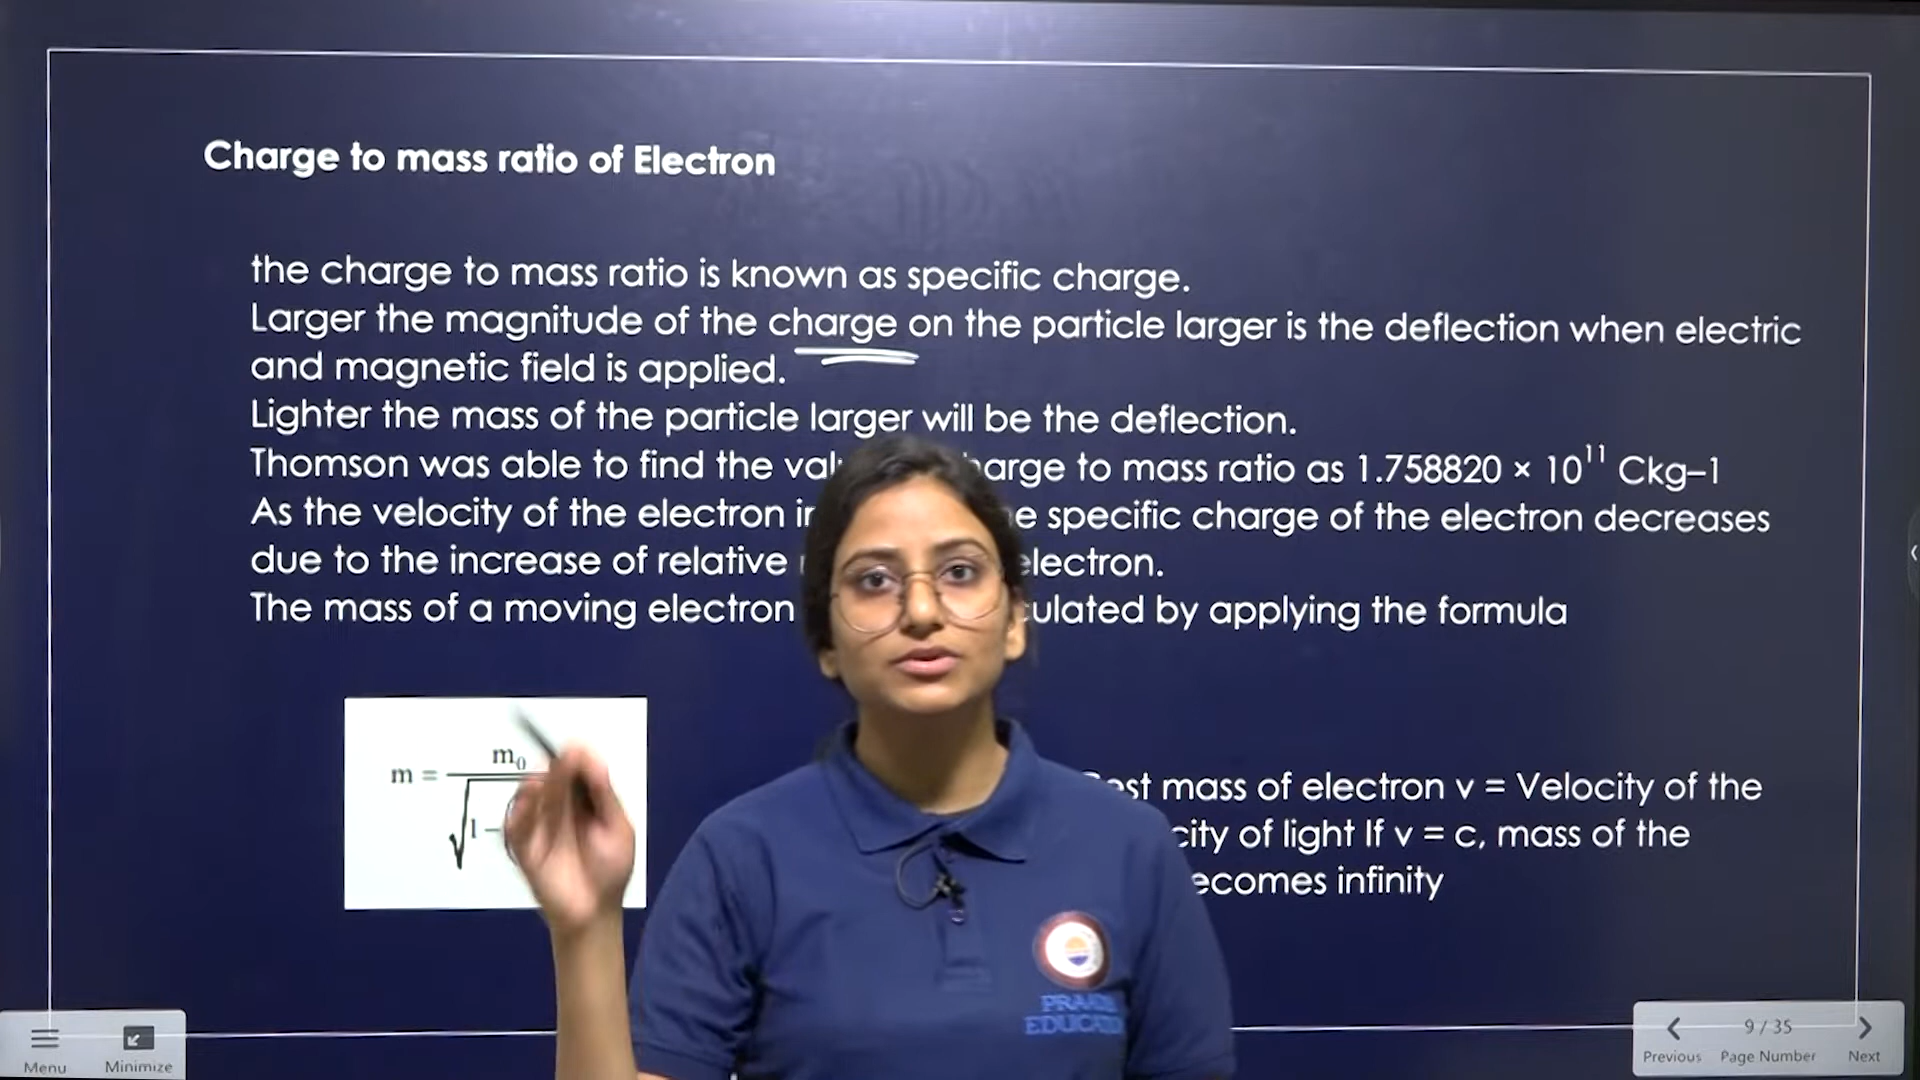 Charge to mass ratio of Electron
the charge to mass ratio is known as specific charge.
Larger the magnitude of the charge on the particle larger is the deflection when electric
and magnetic field is applied.
Lighter the mass of the particle larger will be the deflection.
Thomson was able to find the arge to mass ratio as 1.758820 × 10¹¹ Ckg–1
As the velocity of the electron specific charge of the electron decreases
due to the increase of relative electron.
The mass of a moving electron culated by applying the formula
m = m₀
√1 –
mass of electron v = Velocity of the
city of light If v = c, mass of the
ecomes infinity
EDUCATI
Menu
Minimize
9 / 35
Previous Page Number Next